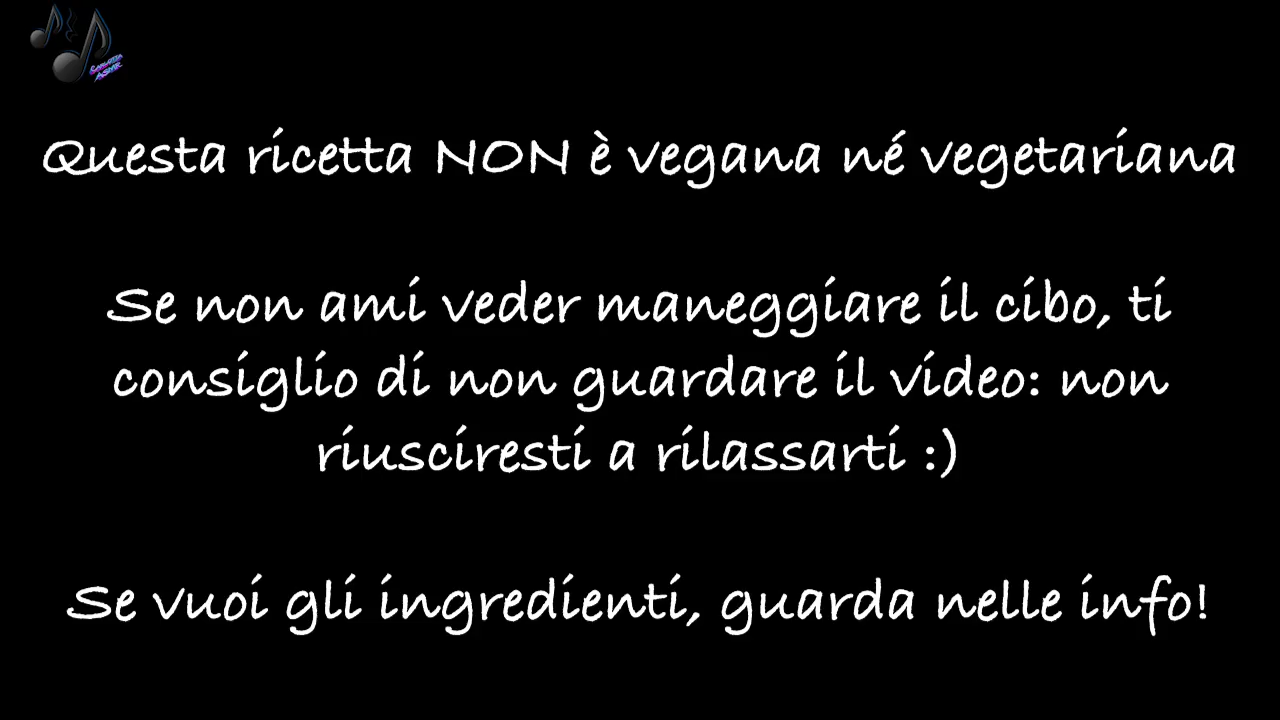 Questa ricetta NON è vegana né vegetariana
Se non ami veder maneggiare il cibo, ti
consiglio di non guardare il video: non
riusciresti a rilassarti :)
Se vuoi gli ingredienti, guarda nelle info!